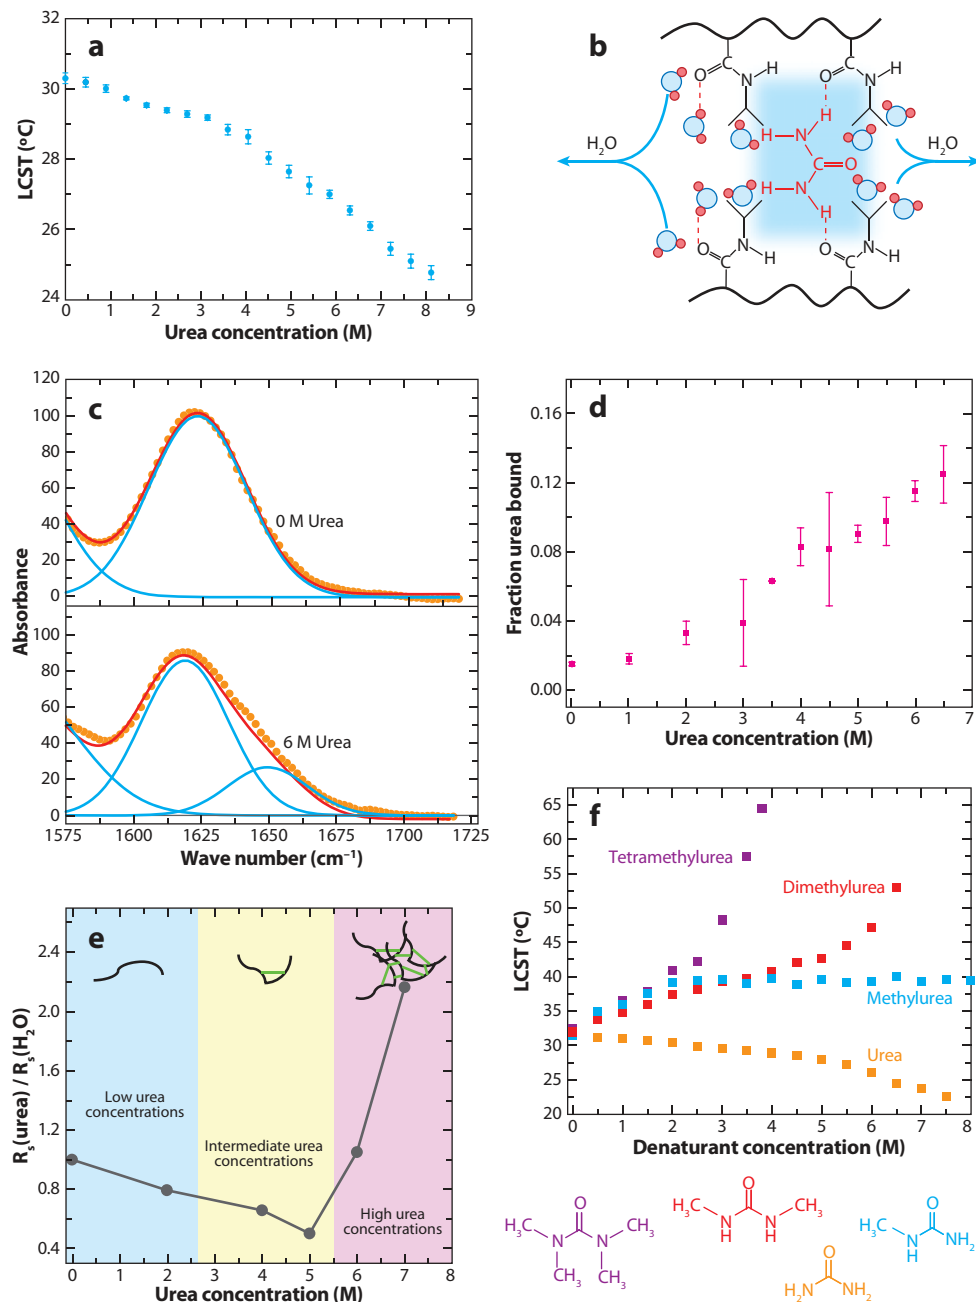 a
32
30
28
26
24
LCST (°C)
0 1 2 3 4 5 6 7 8 9
Urea concentration (M)
b
H₂O
H₂O
O C N H
O C N H
H N H
C O
H N H
O C N H
O C N H
c
120
100
80
60
40
20
0
0 M Urea
100
80
60
40
20
0
6 M Urea
Absorbance
1575 1600 1625 1650 1675 1700 1725
Wave number (cm⁻¹)
d
0.16
0.12
0.08
0.04
0.00
Fraction urea bound
0 1 2 3 4 5 6 7
Urea concentration (M)
e
2.4
2.0
1.6
1.2
0.8
0.4
Rₛ(urea) / Rₛ(H₂O)
Low urea
concentrations
Intermediate urea
concentrations
High urea
concentrations
0 1 2 3 4 5 6 7 8
Urea concentration (M)
f
65
60
55
50
45
40
35
30
25
20
LCST (°C)
Tetramethylurea
Dimethylurea
Methylurea
Urea
0 1 2 3 4 5 6 7 8
Denaturant concentration (M)
O
H₃C N N CH₃
CH₃ CH₃
O
H₃C N N CH₃
H H
O
H₂N NH₂
O
H₃C N NH₂
H